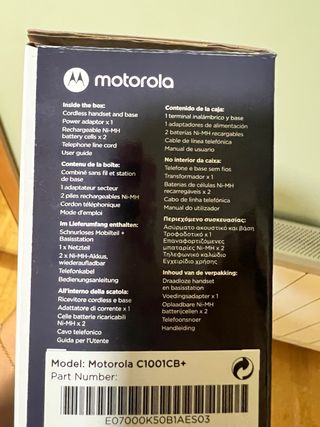 motorola
Inside the box:
Cordless handset and base
Power adaptor x 1
Rechargeable Ni-MH
battery cells x 2
Telephone line cord
User guide
Contenu de la boîte:
Combiné sans fil et station
de base
1 adaptateur secteur
2 piles rechargeables Ni-MH
Cordon téléphonique
Mode d'emploi
Im Lieferumfang enthalten:
Schnurloses Mobilteil +
Basisstation
1 x Netzteil
2 x Ni-MH-Akkus,
wiederaufladbar
Telefonkabel
Bedienungsanleitung
All'interno della scatola:
Ricevitore cordless e base
Adattatore di corrente x 1
Celle batterie ricaricabili
Ni-MH x 2
Cavo telefonico
Guida per l'Utente
Contenido de la caja:
1 terminal inalámbrico y base
1 adaptadores de alimentación
2 baterías Ni-MH recargables
Cable de línea telefónica
Manual de usuario
No interior da caixa:
Telefone e base sem fios
Transformador x 1
Baterias de células Ni-MH
recarregáveis x 2
Cabo de linha telefónica
Manual do utilizador
Περιεχόμενο συσκευασίας:
Ασύρματο ακουστικό και βάση
Τροφοδοτικό x 1
Επαναφορτιζόμενες
μπαταρίες Ni-MH x 2
Τηλεφωνικό καλώδιο
Εγχειρίδιο χρήσης
Inhoud van de verpakking:
Draadloze handset
en basisstation
Voedingsadapter x 1
Oplaadbare Ni-MH
batterijen x 2
Telefoonsnoer
Handleiding
Model: Motorola C1001CB+
Part Number:
E07000K50B1AES03